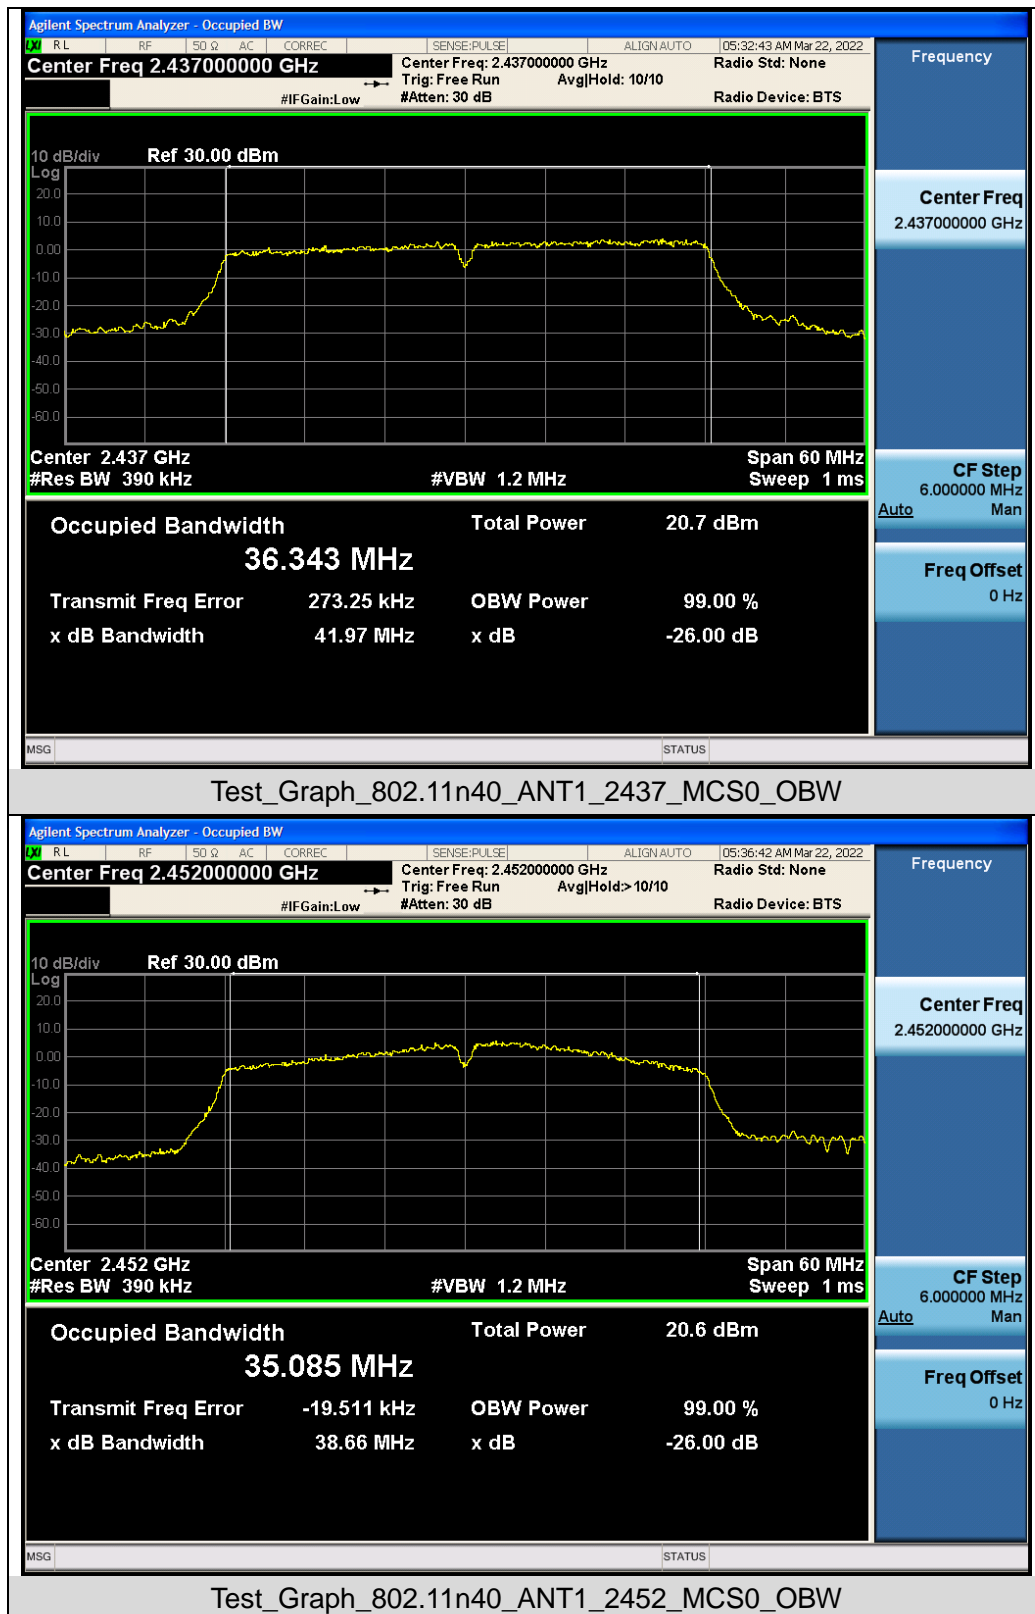 Agilent Spectrum Analyzer - Occupied BW
LXI RL RF 50 Ω AC CORREC SENSE:PULSE ALIGN AUTO 05:32:43 AM Mar 22, 2022
Center Freq 2.437000000 GHz
Center Freq: 2.437000000 GHz
Radio Std: None
Trig: Free Run Avg|Hold: 10/10
#IFGain:Low #Atten: 30 dB Radio Device: BTS
Frequency
10 dB/div Ref 30.00 dBm
Log
20.0
10.0
0.00
-10.0
-20.0
-30.0
-40.0
-50.0
-60.0
Center Freq
2.437000000 GHz
Center 2.437 GHz Span 60 MHz
#Res BW 390 kHz #VBW 1.2 MHz Sweep 1 ms
CF Step
6.000000 MHz
Auto Man
Occupied Bandwidth Total Power 20.7 dBm
36.343 MHz
Transmit Freq Error 273.25 kHz OBW Power 99.00 %
x dB Bandwidth 41.97 MHz x dB -26.00 dB
Freq Offset
0 Hz
MSG STATUS
Test_Graph_802.11n40_ANT1_2437_MCS0_OBW
Agilent Spectrum Analyzer - Occupied BW
LXI RL RF 50 Ω AC CORREC SENSE:PULSE ALIGN AUTO 05:36:42 AM Mar 22, 2022
Center Freq 2.452000000 GHz
Center Freq: 2.452000000 GHz
Radio Std: None
Trig: Free Run Avg|Hold:> 10/10
#IFGain:Low #Atten: 30 dB Radio Device: BTS
Frequency
10 dB/div Ref 30.00 dBm
Log
20.0
10.0
0.00
-10.0
-20.0
-30.0
-40.0
-50.0
-60.0
Center Freq
2.452000000 GHz
Center 2.452 GHz Span 60 MHz
#Res BW 390 kHz #VBW 1.2 MHz Sweep 1 ms
CF Step
6.000000 MHz
Auto Man
Occupied Bandwidth Total Power 20.6 dBm
35.085 MHz
Transmit Freq Error -19.511 kHz OBW Power 99.00 %
x dB Bandwidth 38.66 MHz x dB -26.00 dB
Freq Offset
0 Hz
MSG STATUS
Test_Graph_802.11n40_ANT1_2452_MCS0_OBW